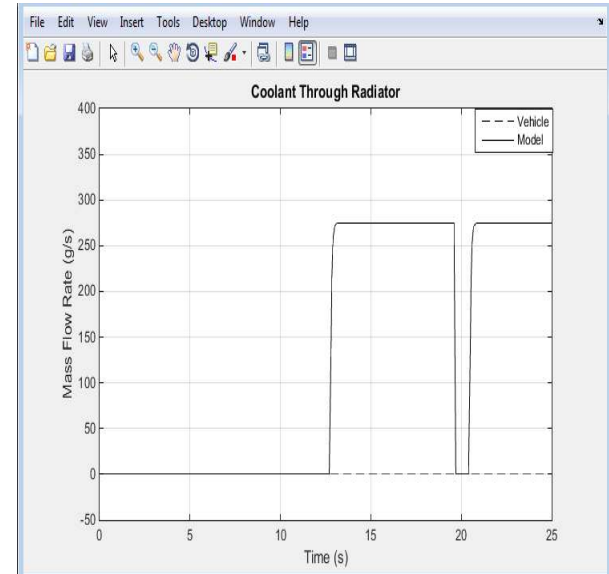 File Edit View Insert Tools Desktop Window Help
Coolant Through Radiator
400
350
300
250
200
150
100
50
0
-50
Mass Flow Rate (g/s)
Vehicle
Model
0 5 10 15 20 25
Time (s)